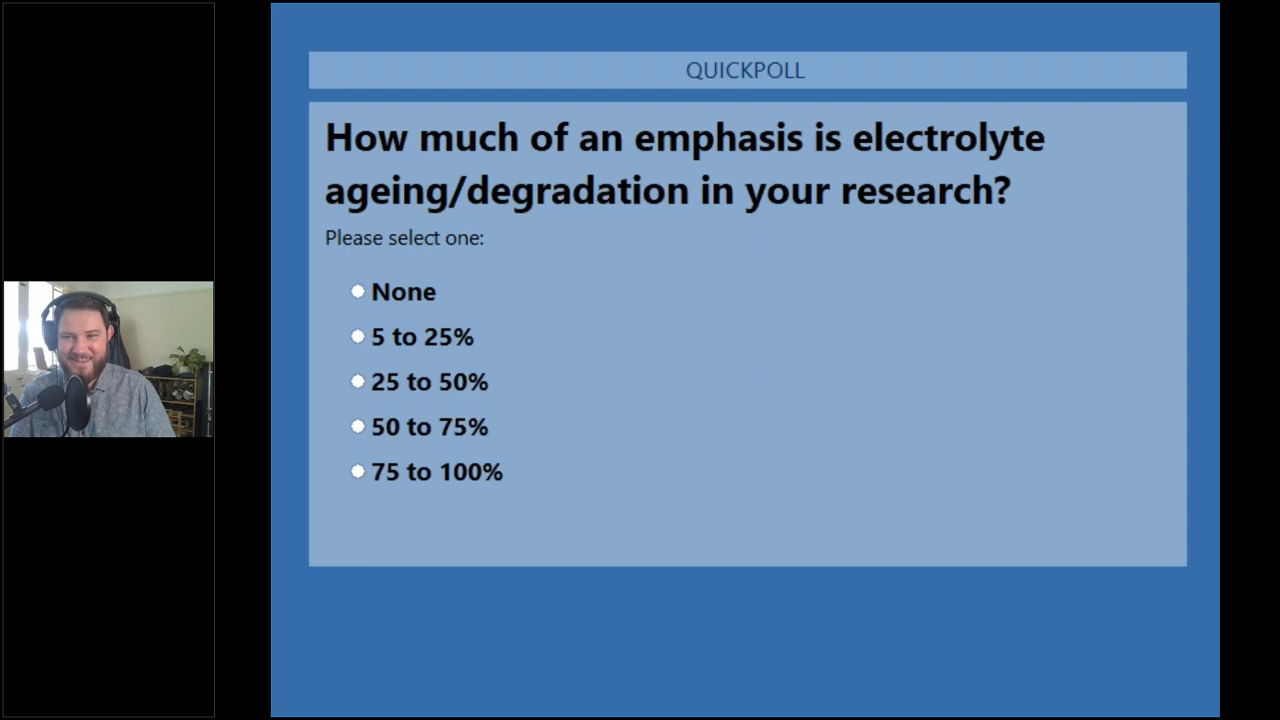 QUICKPOLL
How much of an emphasis is electrolyte
ageing/degradation in your research?
Please select one:
None
5 to 25%
25 to 50%
50 to 75%
75 to 100%